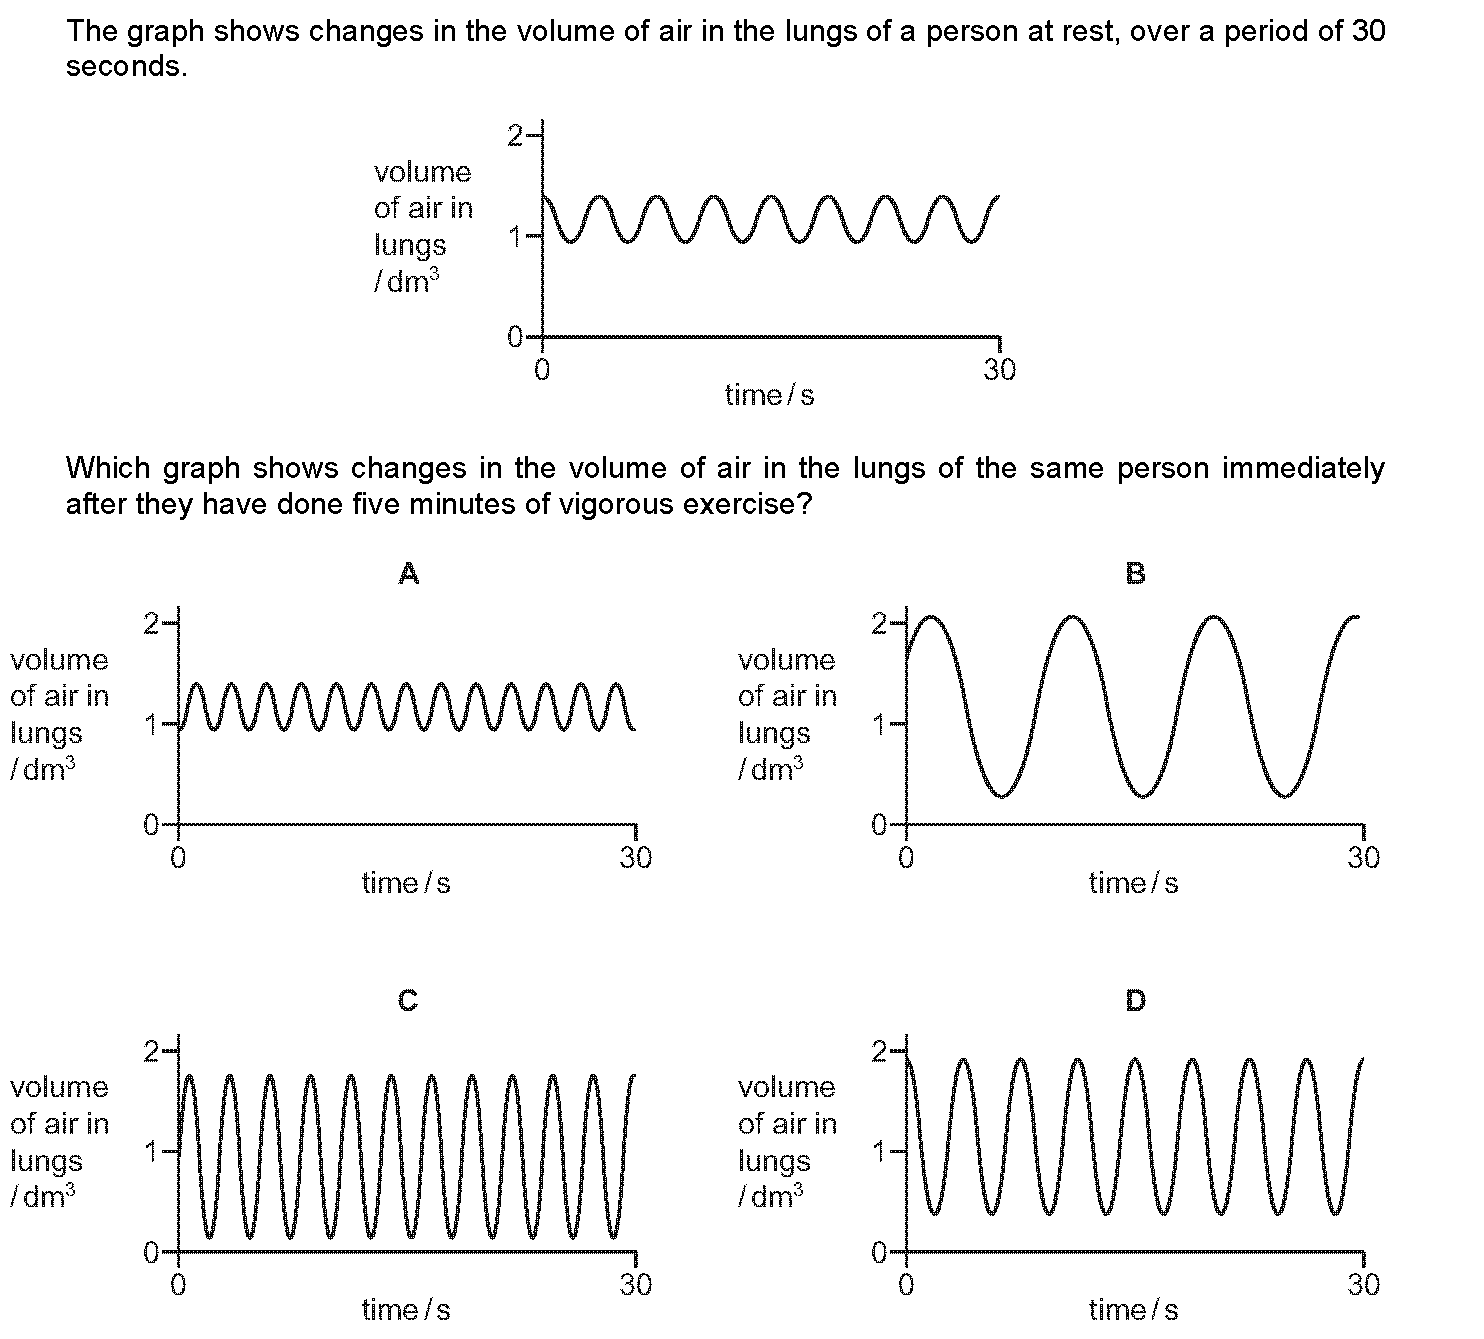 The graph shows changes in the volume of air in the lungs of a person at rest, over a period of 30
seconds.
2
volume
of air in
lungs
/ dm³
1
0
0
30
time / s
Which graph shows changes in the volume of air in the lungs of the same person immediately
after they have done five minutes of vigorous exercise?
A
2
volume
of air in
lungs
/ dm³
1
0
0
30
time / s
B
2
volume
of air in
lungs
/ dm³
1
0
0
30
time / s
C
2
volume
of air in
lungs
/ dm³
1
0
0
30
time / s
D
2
volume
of air in
lungs
/ dm³
1
0
0
30
time / s